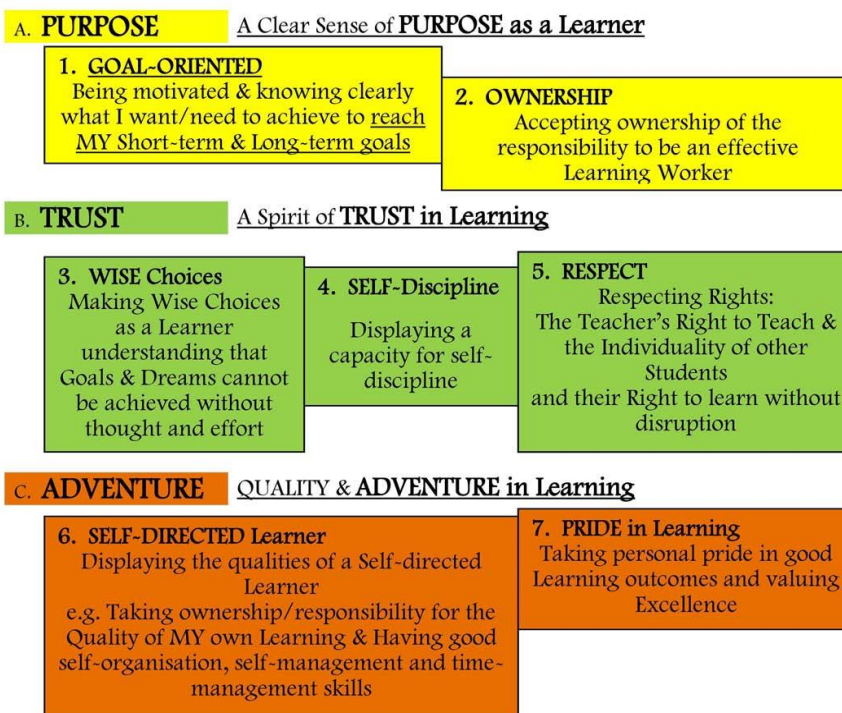 A. PURPOSE
A Clear Sense of PURPOSE as a Learner
1. GOAL-ORIENTED
Being motivated & knowing clearly
what I want/need to achieve to reach
MY Short-term & Long-term goals
2. OWNERSHIP
Accepting ownership of the
responsibility to be an effective
Learning Worker
B. TRUST
A Spirit of TRUST in Learning
3. WISE Choices
Making Wise Choices
as a Learner
understanding that
Goals & Dreams cannot
be achieved without
thought and effort
4. SELF-Discipline
Displaying a
capacity for self-
discipline
5. RESPECT
Respecting Rights:
The Teacher's Right to Teach &
the Individuality of other
Students
and their Right to learn without
disruption
C. ADVENTURE
QUALITY & ADVENTURE in Learning
6. SELF-DIRECTED Learner
Displaying the qualities of a Self-directed
Learner
e.g. Taking ownership/responsibility for the
Quality of MY own Learning & Having good
self-organisation, self-management and time-
management skills
7. PRIDE in Learning
Taking personal pride in good
Learning outcomes and valuing
Excellence